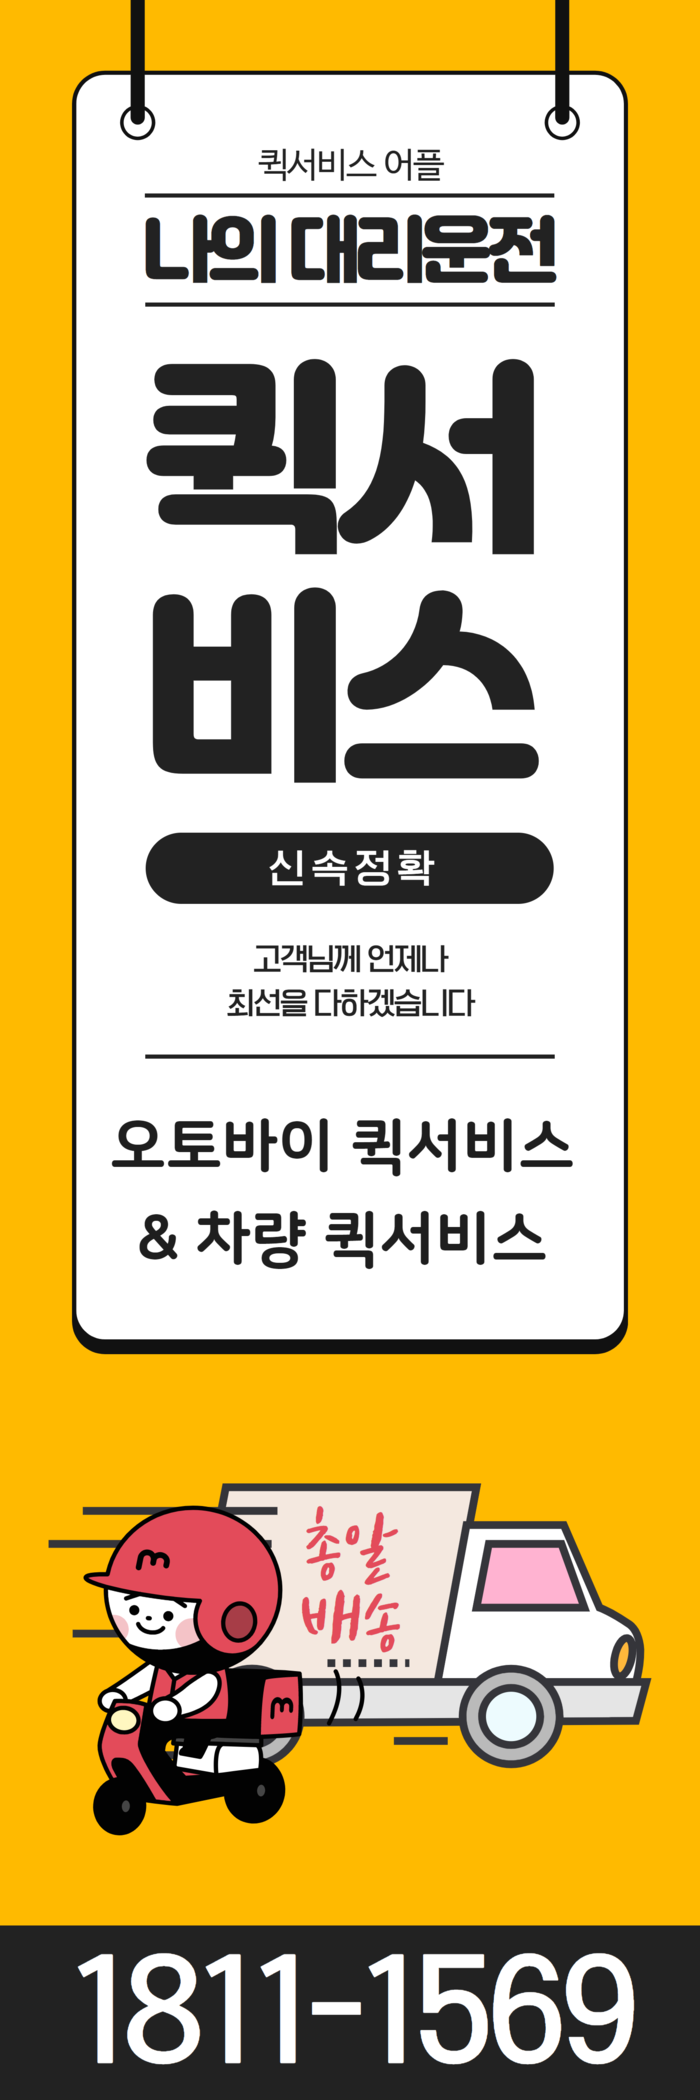 퀵서비스 어플
나의 대리운전
퀵서
비스
신속정확
고객님께 언제나
최선을 다하겠습니다
오토바이 퀵서비스
& 차량 퀵서비스
총알
배송
m
m
1811-1569